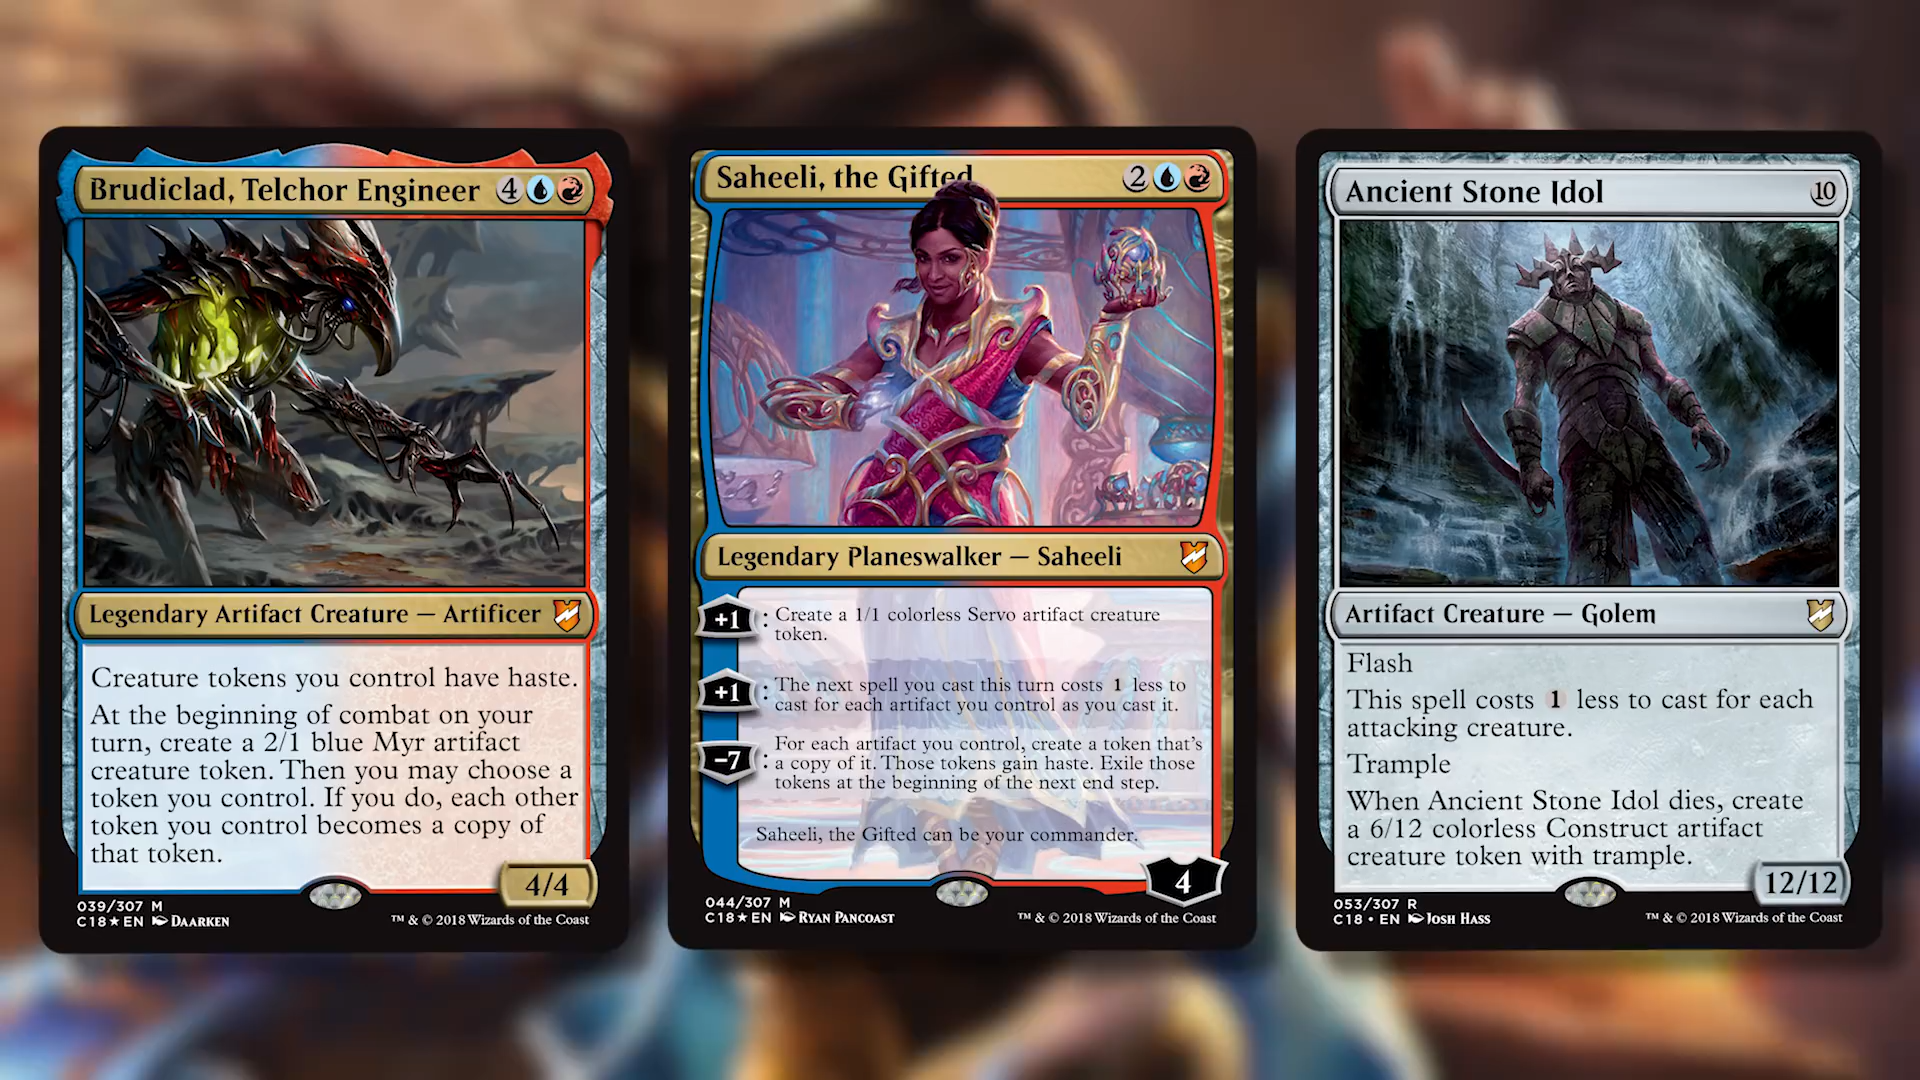 Brudiclad, Telchor Engineer 4
Legendary Artifact Creature — Artificer
Creature tokens you control have haste.
At the beginning of combat on your
turn, create a 2/1 blue Myr artifact
creature token. Then you may choose a
token you control. If you do, each other
token you control becomes a copy of
that token.
4/4
039/307 M
C18★EN DAARKEN
™ & © 2018 Wizards of the Coast
Saheeli, the Gifted 2
Legendary Planeswalker — Saheeli
+1 : Create a 1/1 colorless Servo artifact creature
token.
+1 : The next spell you cast this turn costs 1 less to
cast for each artifact you control as you cast it.
−7 : For each artifact you control, create a token that's
a copy of it. Those tokens gain haste. Exile those
tokens at the beginning of the next end step.
Saheeli, the Gifted can be your commander.
4
044/307 M
C18★EN RYAN PANCOAST
™ & © 2018 Wizards of the Coast
Ancient Stone Idol 10
Artifact Creature — Golem
Flash
This spell costs 1 less to cast for each
attacking creature.
Trample
When Ancient Stone Idol dies, create
a 6/12 colorless Construct artifact
creature token with trample.
12/12
053/307 R
C18 • EN JOSH HASS
™ & © 2018 Wizards of the Coast